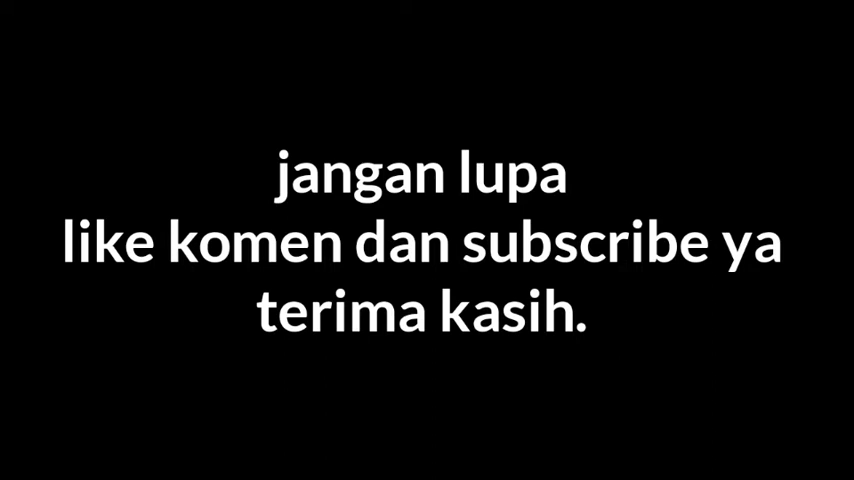 jangan lupa
like komen dan subscribe ya
terima kasih.